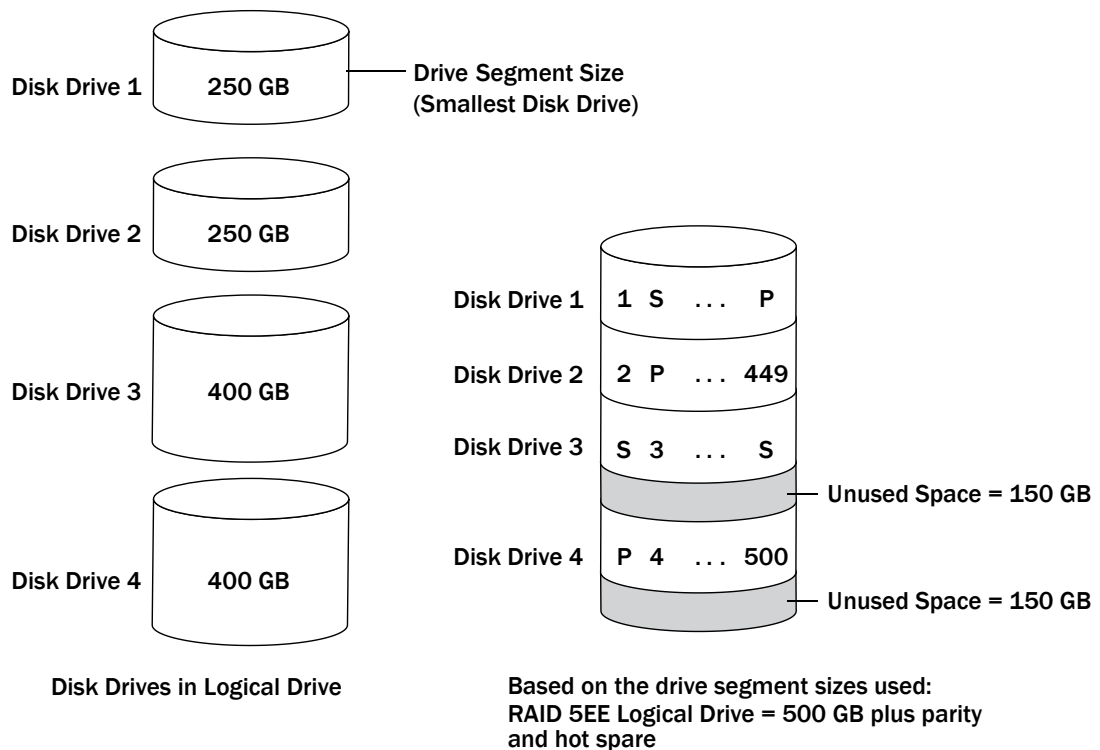 Disk Drive 1
250 GB
Drive Segment Size
(Smallest Disk Drive)
Disk Drive 2
250 GB
Disk Drive 3
400 GB
Disk Drive 4
400 GB
Disk Drives in Logical Drive
Disk Drive 1
1 S ... P
Disk Drive 2
2 P ... 449
Disk Drive 3
S 3 ... S
Unused Space = 150 GB
Disk Drive 4
P 4 ... 500
Unused Space = 150 GB
Based on the drive segment sizes used:
RAID 5EE Logical Drive = 500 GB plus parity
and hot spare